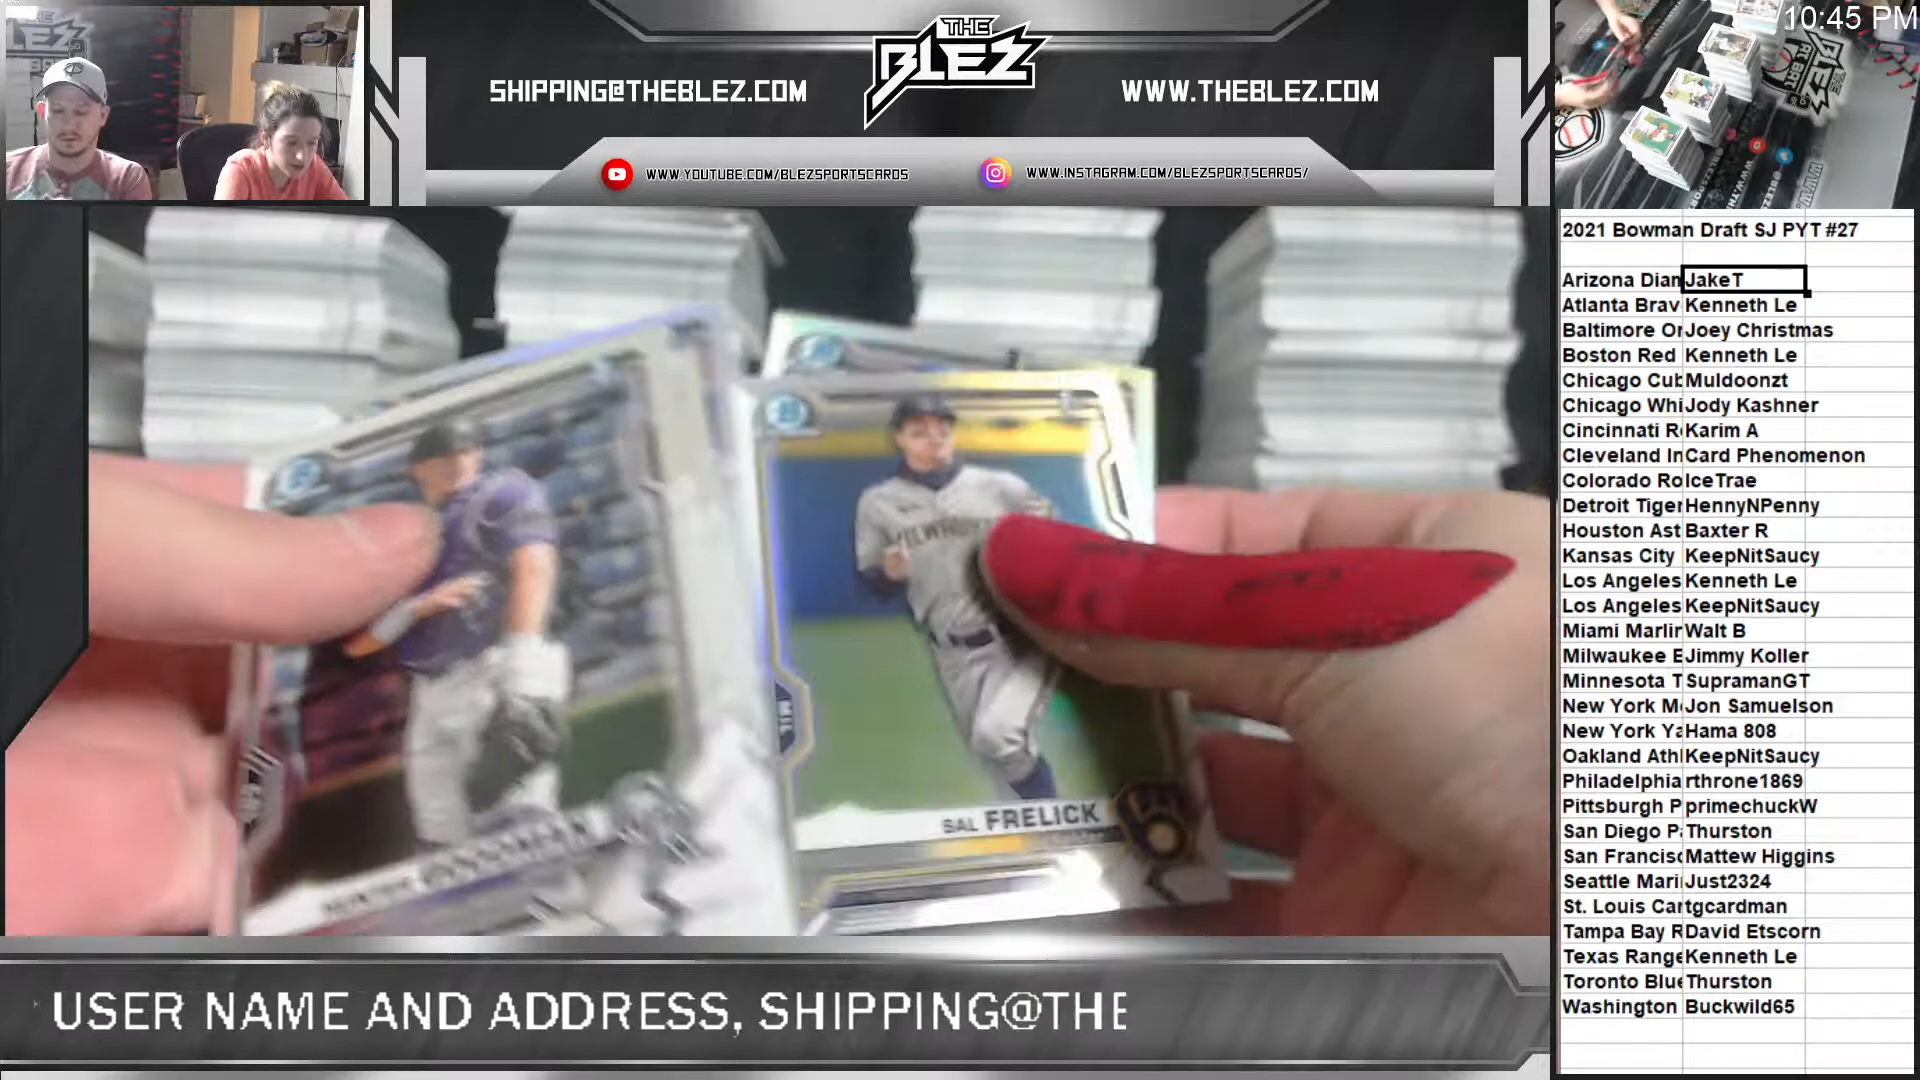 10:45 PM
THE
BLEZ
SHIPPING@THEBLEZ.COM
WWW.THEBLEZ.COM
WWW.YOUTUBE.COM/BLEZSPORTSCARDS
WWW.INSTAGRAM.COM/BLEZSPORTSCARDS/
2021 Bowman Draft SJ PYT #27
Arizona Diam JakeT
Atlanta Brav Kenneth Le
Baltimore Or Joey Christmas
Boston Red Kenneth Le
Chicago Cub Muldoonzt
Chicago Whi Jody Kashner
Cincinnati R Karim A
Cleveland In Card Phenomenon
Colorado Ro IceTrae
Detroit Tiger HennyNPenny
Houston Ast Baxter R
Kansas City KeepNitSaucy
Los Angeles Kenneth Le
Los Angeles KeepNitSaucy
Miami Marlin Walt B
Milwaukee B Jimmy Koller
Minnesota T SupramanGT
New York M Jon Samuelson
New York Ya Hama 808
Oakland Athl KeepNitSaucy
Philadelphia rthrone1869
Pittsburgh P primechuckW
San Diego P Thurston
San Francisc Mattew Higgins
Seattle Mari Just2324
St. Louis Car tgcardman
Tampa Bay R David Etscorn
Texas Range Kenneth Le
Toronto Blue Thurston
Washington Buckwild65
MIL
SAL FRELICK
USER NAME AND ADDRESS, SHIPPING@THE